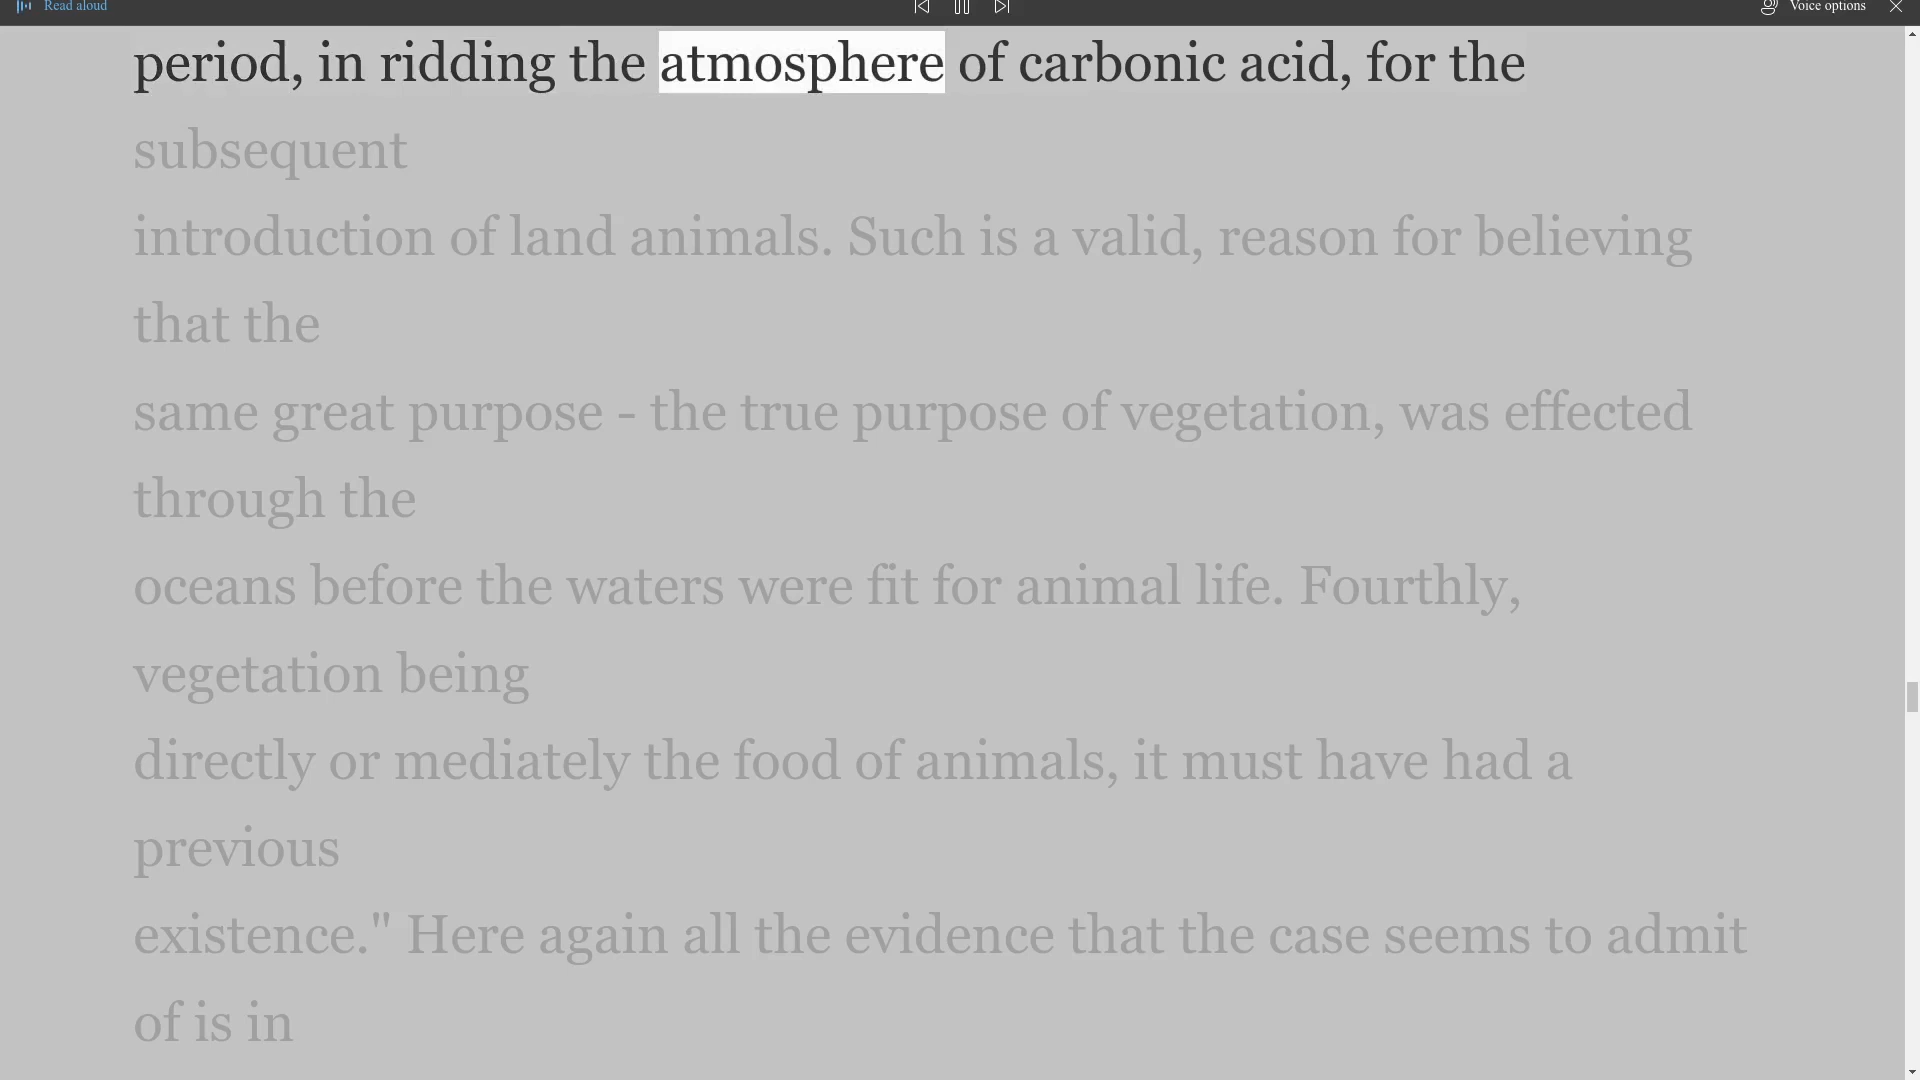 Read aloud
Voice options
period, in ridding the atmosphere of carbonic acid, for the
subsequent
introduction of land animals. Such is a valid, reason for believing
that the
same great purpose - the true purpose of vegetation, was effected
through the
oceans before the waters were fit for animal life. Fourthly,
vegetation being
directly or mediately the food of animals, it must have had a
previous
existence." Here again all the evidence that the case seems to admit
of is in